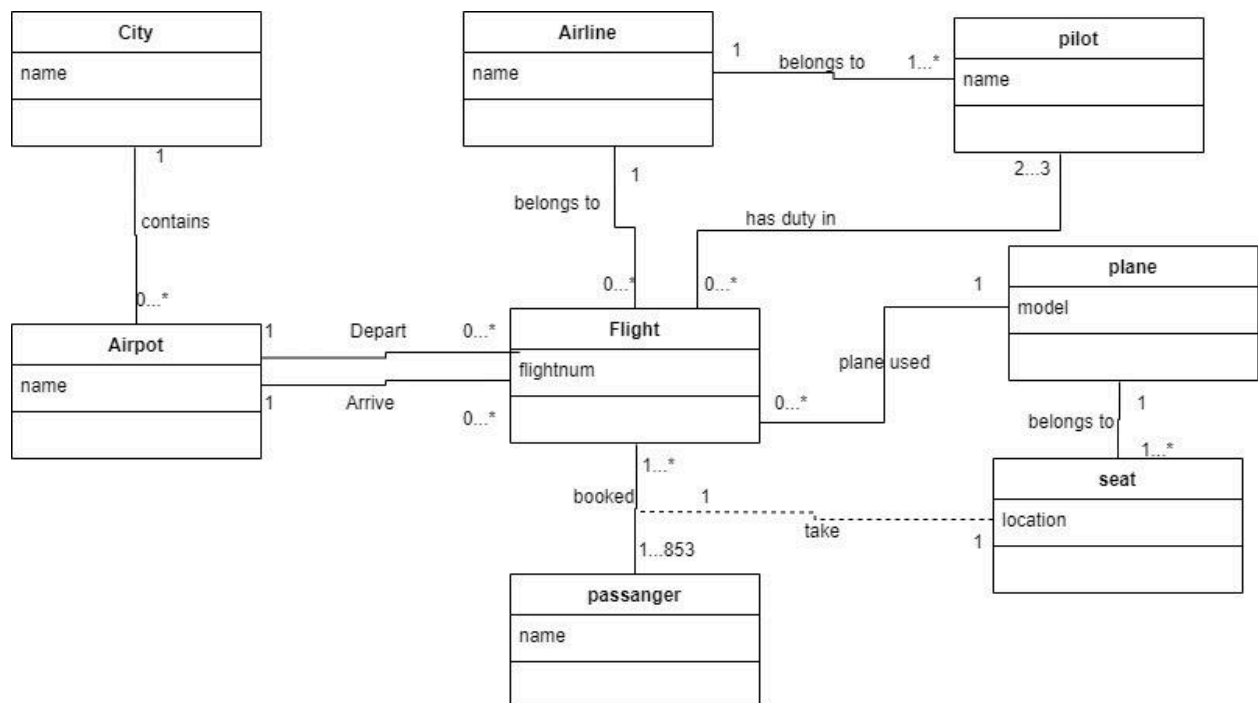 City
name
1
contains
0...*
Airpot
name
Airline
name
1
belongs to
1...*
pilot
name
1
belongs to
0...*
2...3
has duty in
0...*
1
Depart
0...*
1
Arrive
0...*
Flight
flightnum
plane
model
1
plane used
0...*
1
belongs to
1...*
seat
location
1...*
booked
1
take
1
1...853
passanger
name